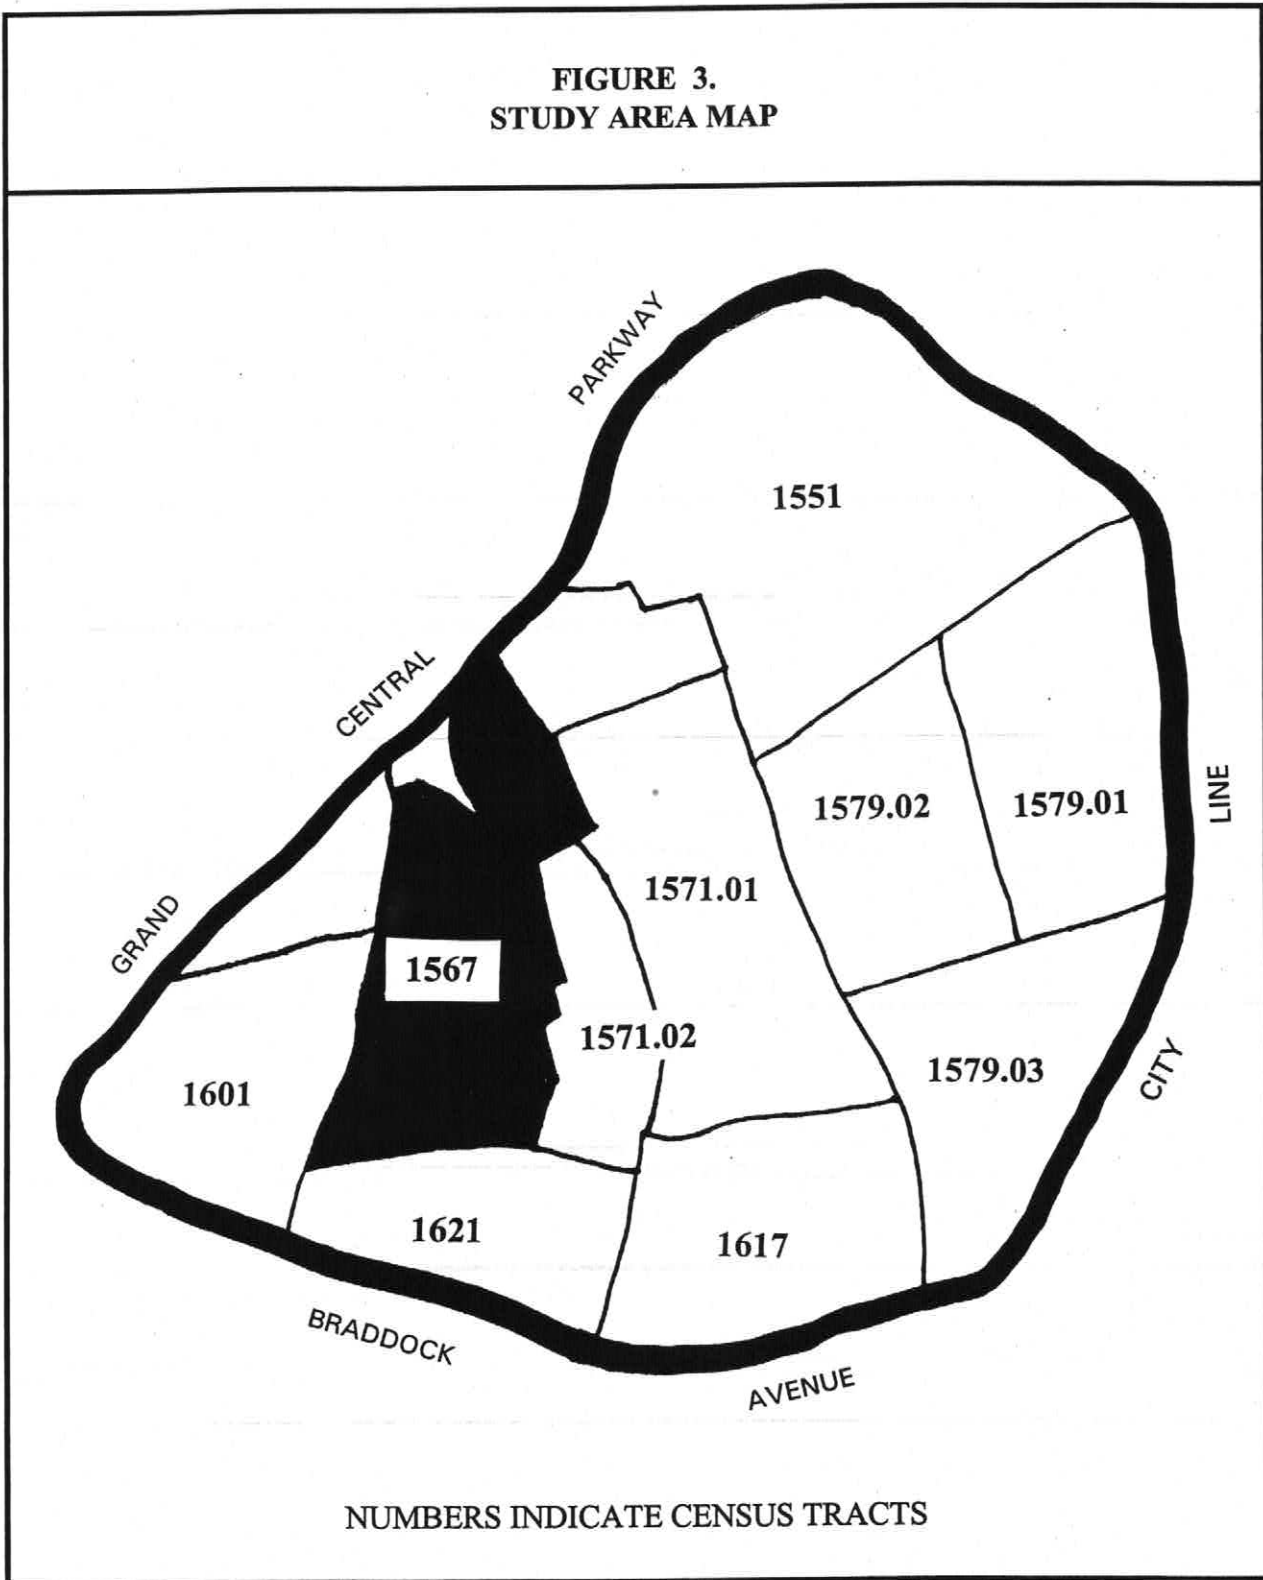 FIGURE 3.
STUDY AREA MAP
PARKWAY
1551
CENTRAL
LINE
1579.02
1579.01
1571.01
GRAND
1567
1571.02
1579.03
CITY
1601
1621
1617
BRADDOCK
AVENUE
NUMBERS INDICATE CENSUS TRACTS